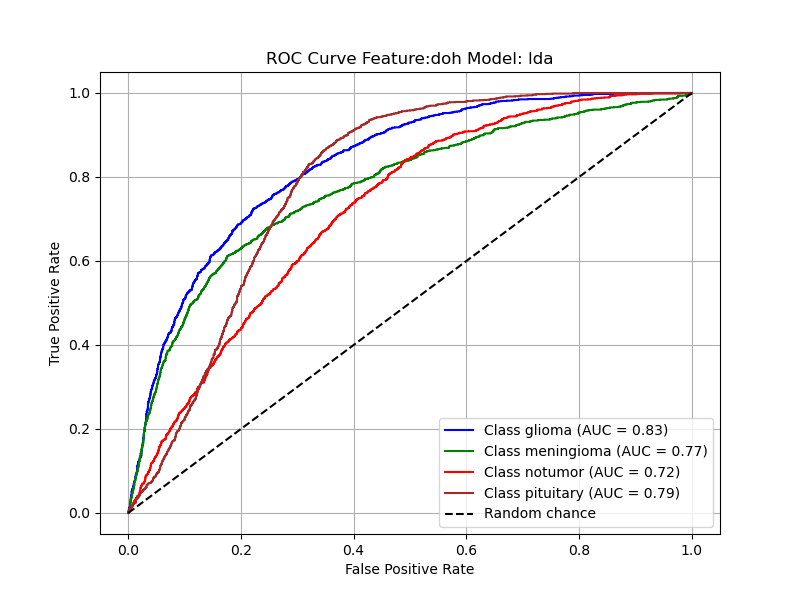 ROC Curve Feature:doh Model: lda
True Positive Rate
1.0
0.8
0.6
0.4
0.2
0.0
Class glioma (AUC = 0.83)
Class meningioma (AUC = 0.77)
Class notumor (AUC = 0.72)
Class pituitary (AUC = 0.79)
Random chance
0.0 0.2 0.4 0.6 0.8 1.0
False Positive Rate